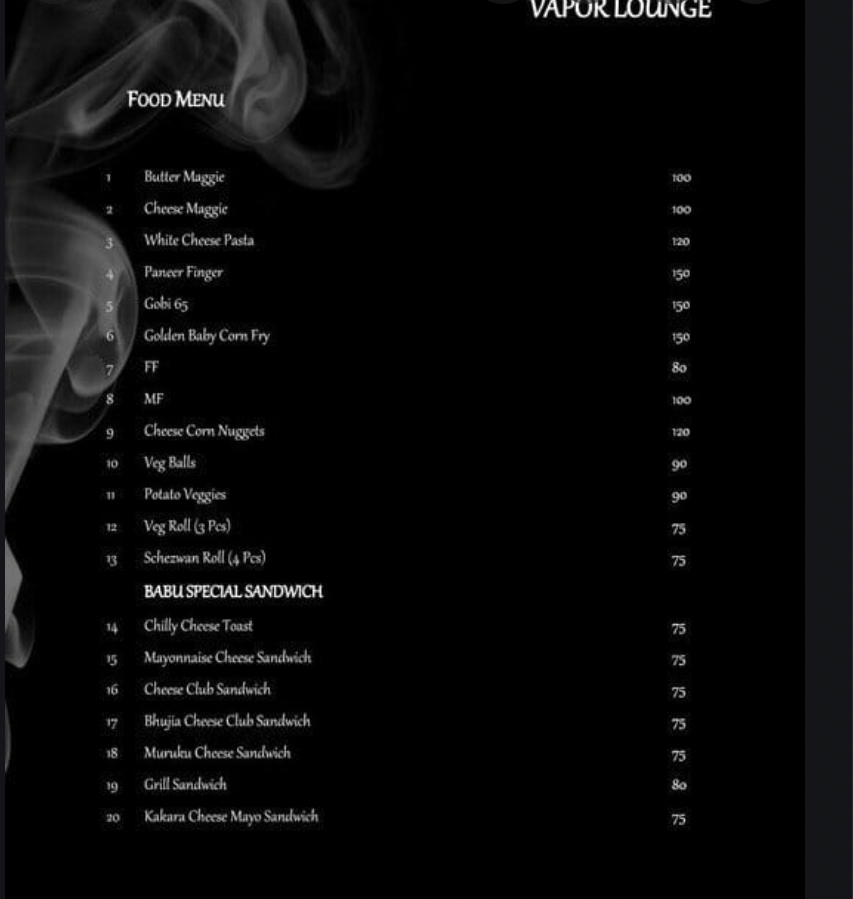 VAPOR LOUNGE
FOOD MENU
1 Butter Maggie 100
2 Cheese Maggie 100
3 White Cheese Pasta 120
4 Paneer Finger 150
5 Gobi 65 150
6 Golden Baby Corn Fry 150
7 FF 80
8 MF 100
9 Cheese Corn Nuggets 120
10 Veg Balls 90
11 Potato Veggies 90
12 Veg Roll (3 Pcs) 75
13 Schezwan Roll (4 Pcs) 75
BABU SPECIAL SANDWICH
14 Chilly Cheese Toast 75
15 Mayonnaise Cheese Sandwich 75
16 Cheese Club Sandwich 75
17 Bhujia Cheese Club Sandwich 75
18 Muruku Cheese Sandwich 75
19 Grill Sandwich 80
20 Kakara Cheese Mayo Sandwich 75